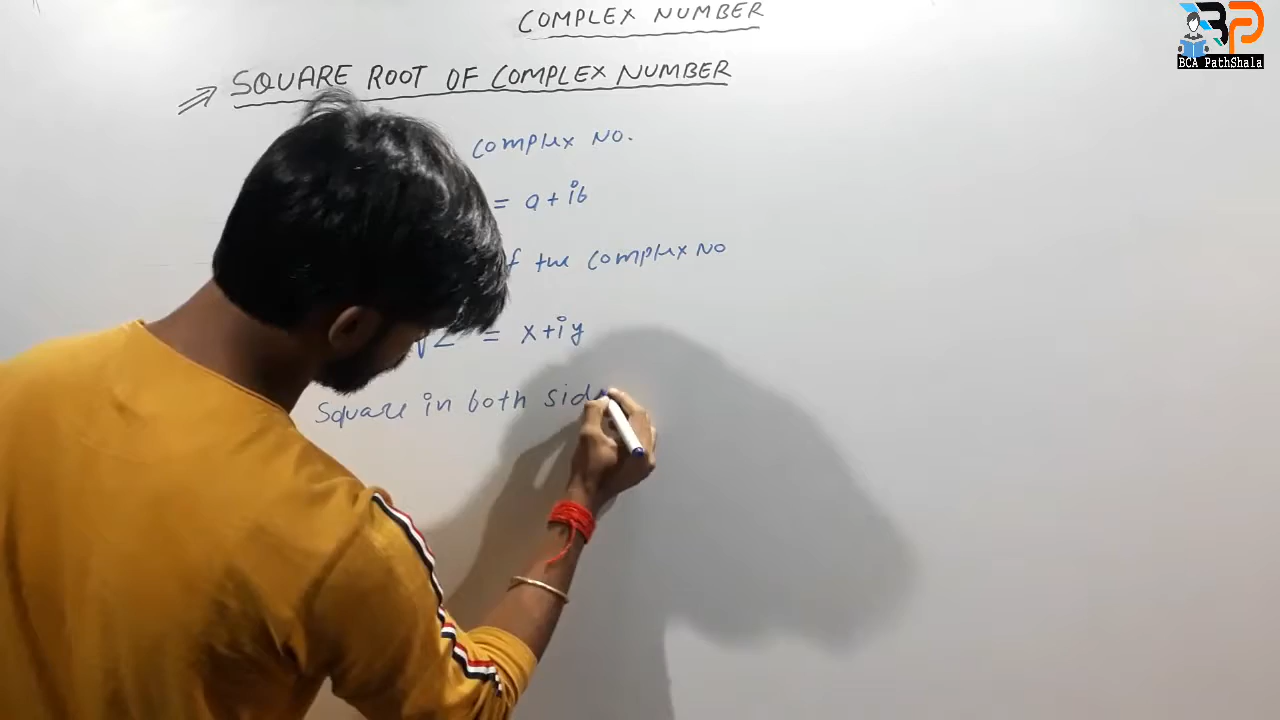 COMPLEX NUMBER
BCA PathShala
SQUARE ROOT OF COMPLEX NUMBER
Complex No.
= a + ib
the complex No
= x + iy
Square in both